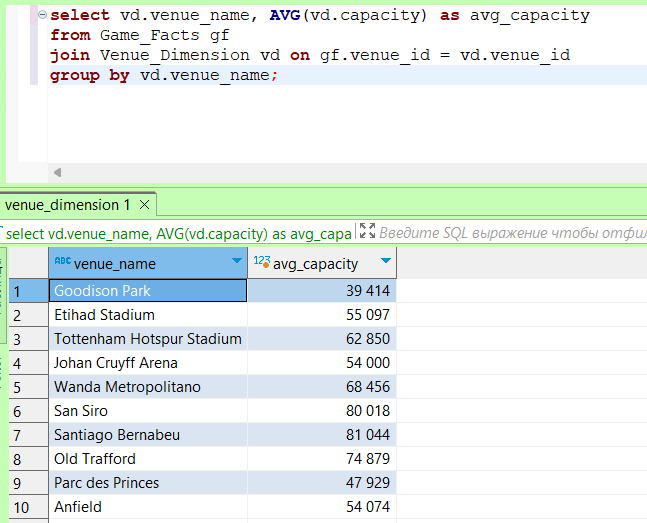 select vd.venue_name, AVG(vd.capacity) as avg_capacity
from Game_Facts gf
join Venue_Dimension vd on gf.venue_id = vd.venue_id
group by vd.venue_name;
venue_dimension 1
select vd.venue_name, AVG(vd.capacity) as avg_capa Введите SQL выражение чтобы отфил
ABC venue_name 123 avg_capacity
1 Goodison Park 39 414
2 Etihad Stadium 55 097
3 Tottenham Hotspur Stadium 62 850
4 Johan Cruyff Arena 54 000
5 Wanda Metropolitano 68 456
6 San Siro 80 018
7 Santiago Bernabeu 81 044
8 Old Trafford 74 879
9 Parc des Princes 47 929
10 Anfield 54 074